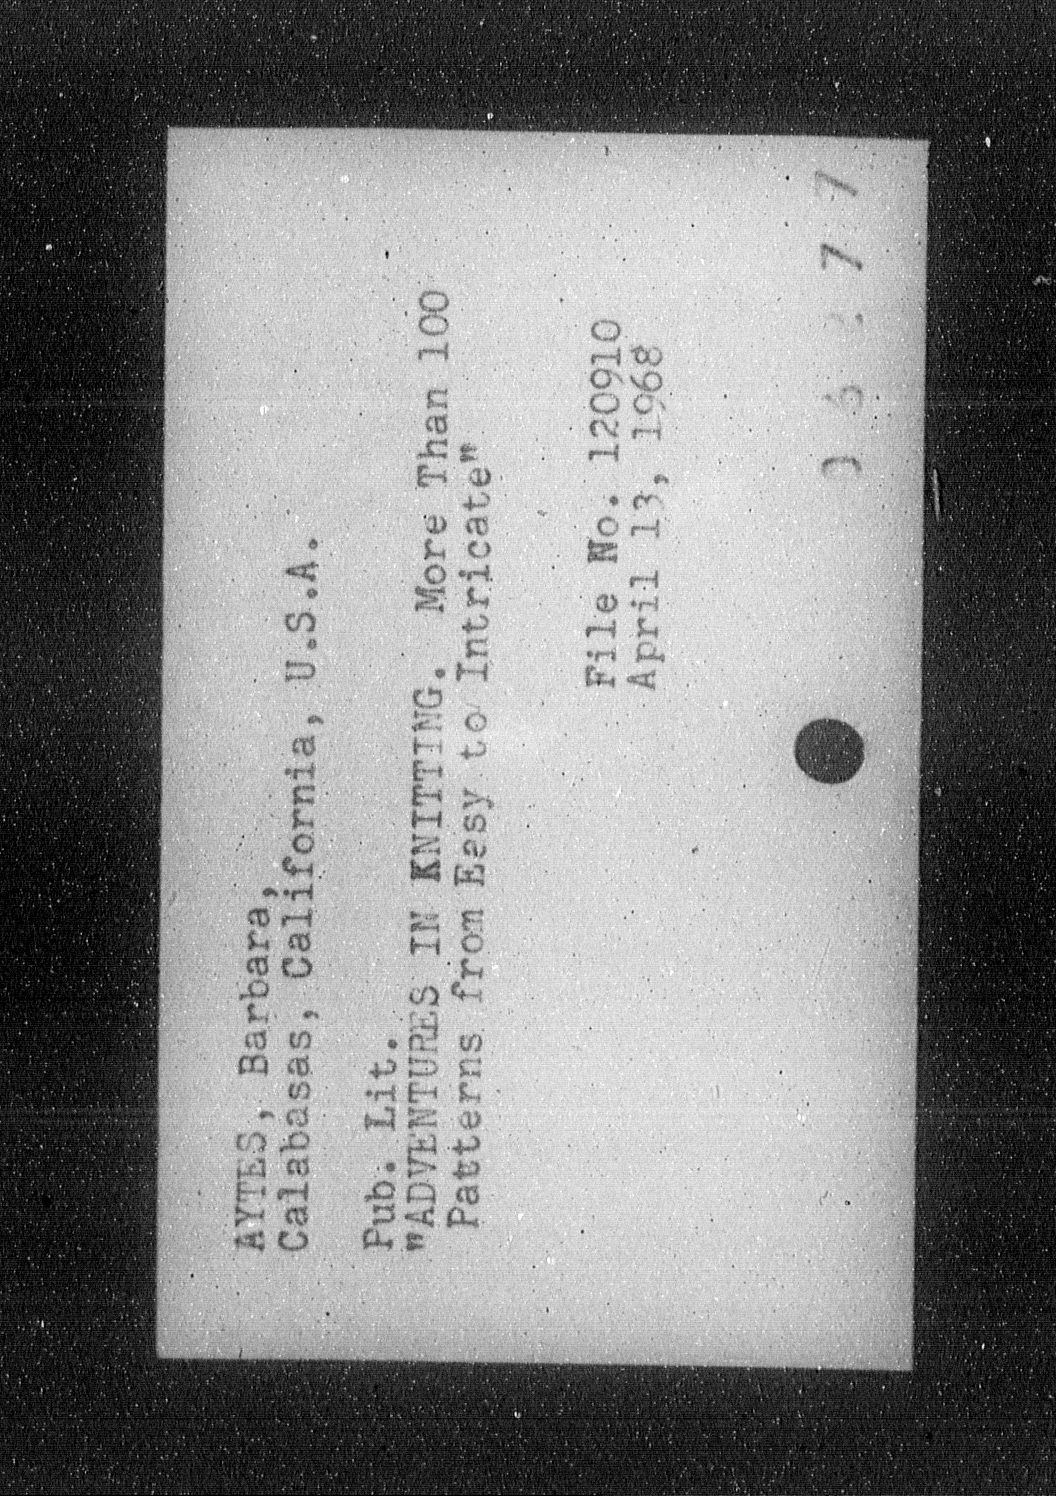 AYTES, Barbara,
Calabasas, California, U.S.A.
Pub. Lit.
"ADVENTURES IN KNITTING. More Than 100
Patterns from Easy to Intricate"
File No. 120910
April 13, 1968